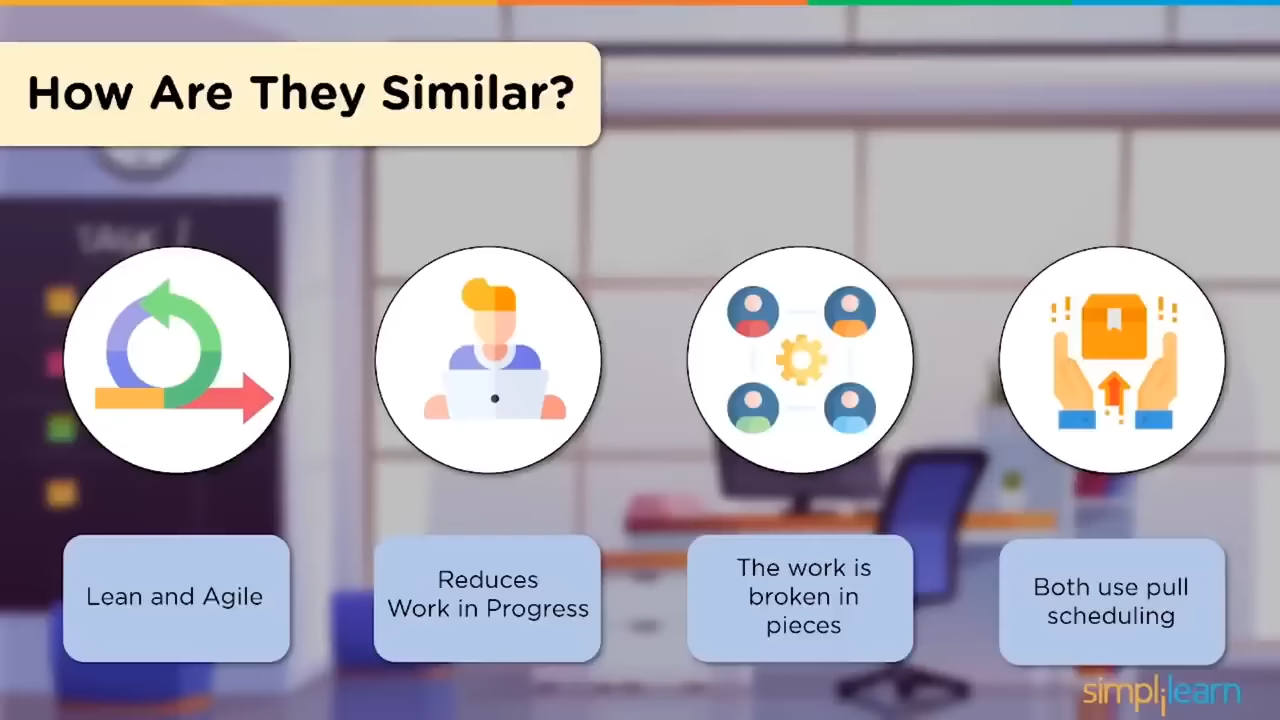 How Are They Similar?
TASK
Lean and Agile
Reduces
Work in Progress
The work is
broken in
pieces
Both use pull
scheduling
simplilearn